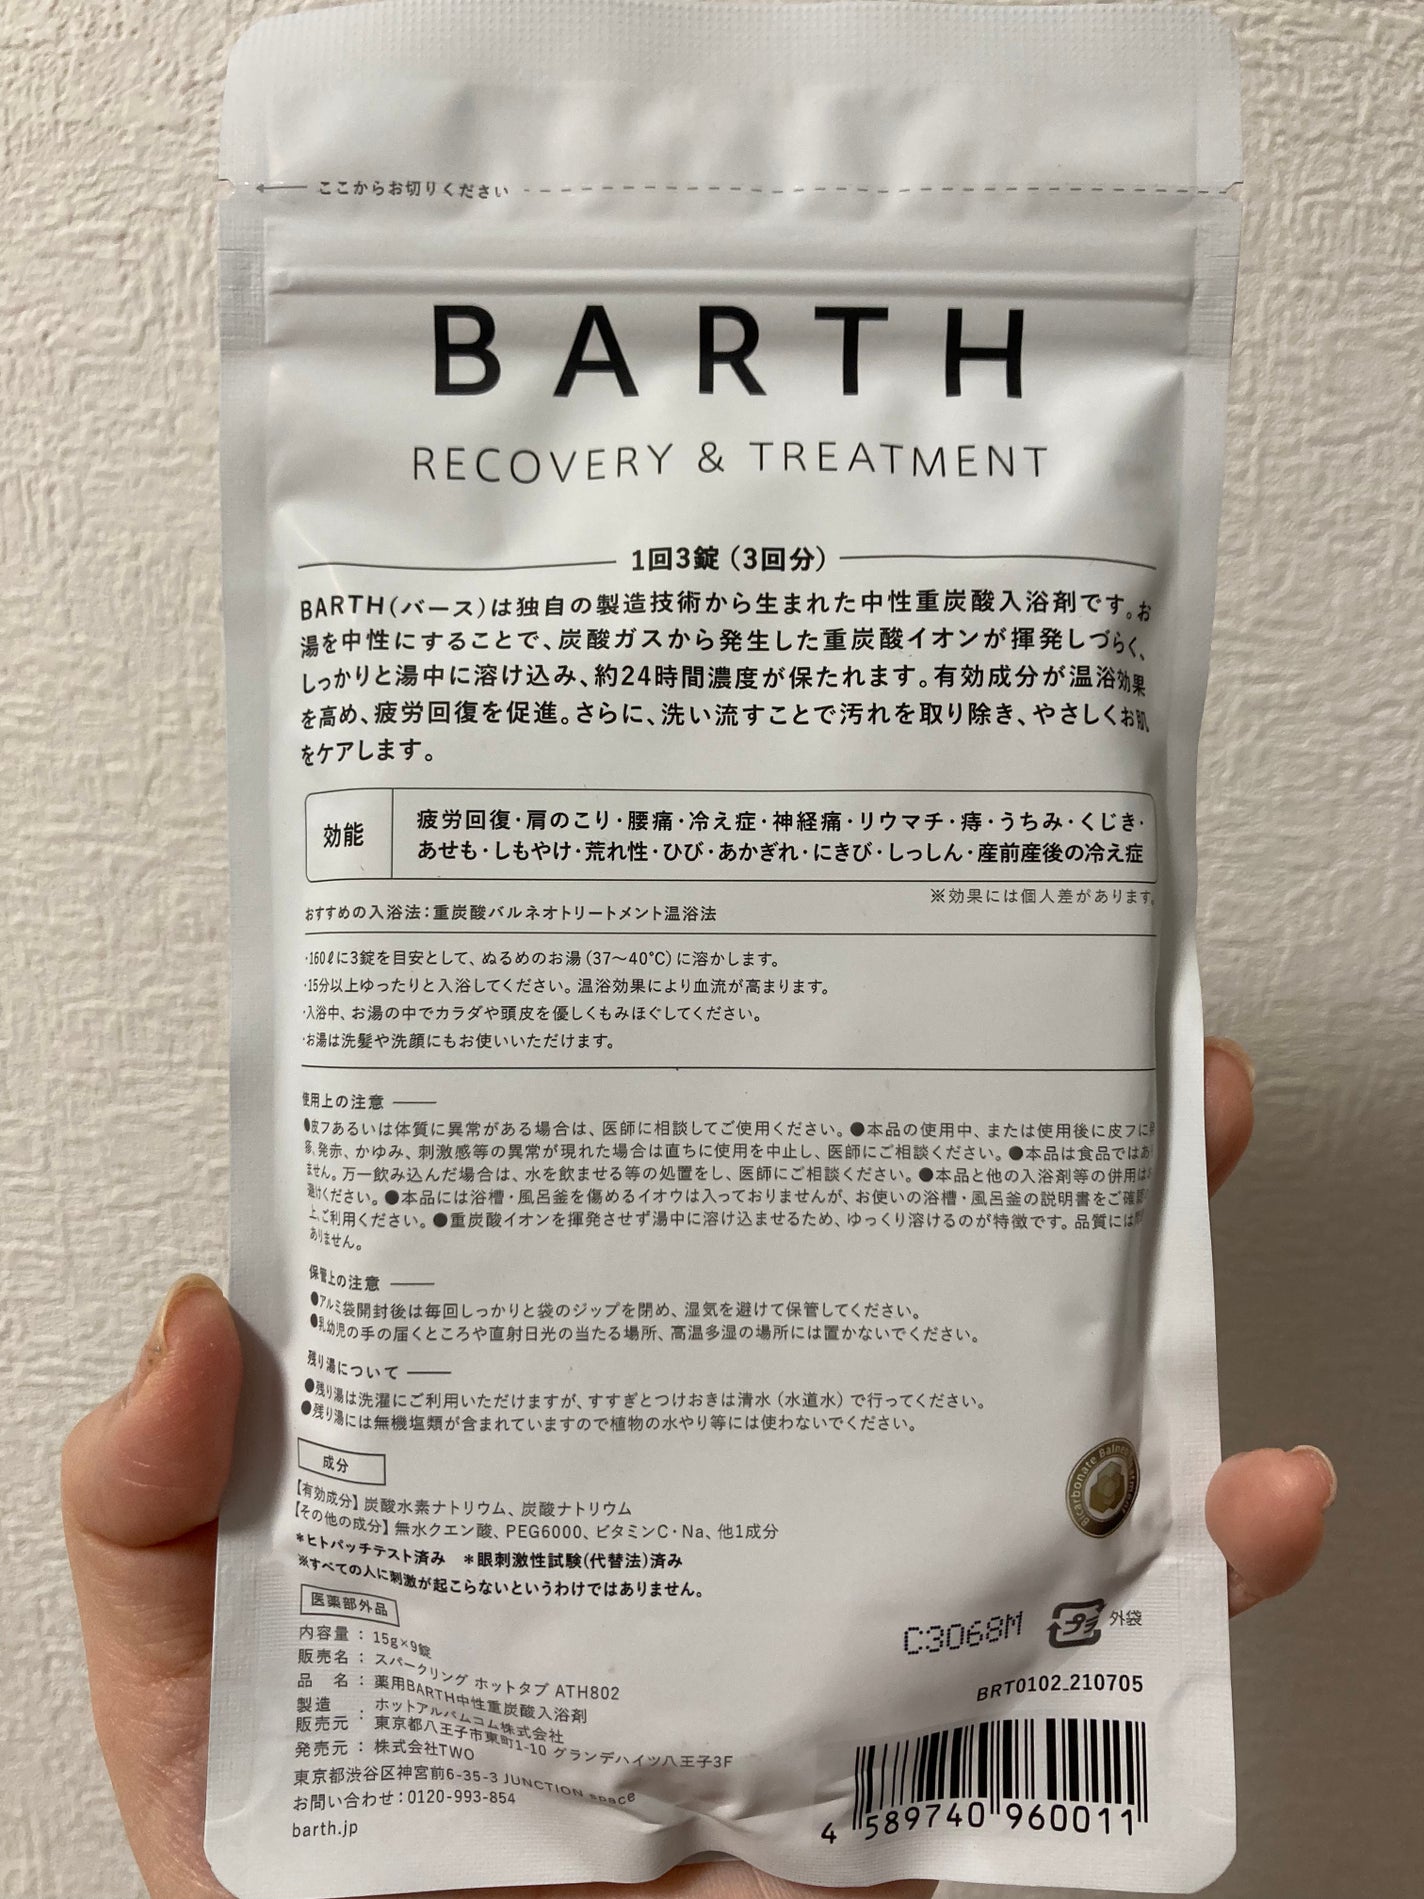 ここからお切りください
BARTH
RECOVERY & TREATMENT
1回3錠（3回分）
BARTH（バース）は独自の製造技術から生まれた中性重炭酸入浴剤です。お
湯を中性にすることで、炭酸ガスから発生した重炭酸イオンが揮発しづらく、
しっかりと湯中に溶け込み、約24時間濃度が保たれます。有効成分が温浴効果
を高め、疲労回復を促進。さらに、洗い流すことで汚れを取り除き、やさしくお肌
をケアします。
効能
疲労回復・肩のこり・腰痛・冷え症・神経痛・リウマチ・痔・うちみ・くじき・
あせも・しもやけ・荒れ性・ひび・あかぎれ・にきび・しっしん・産前産後の冷え症
※効果には個人差があります。
おすすめの入浴法：重炭酸バルネオトリートメント温浴法
・160ℓに3錠を目安として、ぬるめのお湯（37〜40℃）に溶かします。
・15分以上ゆったりと入浴してください。温浴効果により血流が高まります。
・入浴中、お湯の中でカラダや頭皮を優しくもみほぐしてください。
・お湯は洗髪や洗顔にもお使いいただけます。
使用上の注意
●皮フあるいは体質に異常がある場合は、医師に相談してご使用ください。●本品の使用中、または使用後に皮フに発
疹、発赤、かゆみ、刺激感等の異常が現れた場合は直ちに使用を中止し、医師にご相談ください。●本品は食品ではあり
ません。万一飲み込んだ場合は、水を飲ませる等の処置をし、医師にご相談ください。●本品と他の入浴剤等の併用はお
避けください。●本品には浴槽・風呂釜を傷めるイオウは入っておりませんが、お使いの浴槽・風呂釜の説明書をご確認の
上、ご利用ください。●重炭酸イオンを揮発させず湯中に溶け込ませるため、ゆっくり溶けるのが特徴です。品質には問題
ありません。
保管上の注意
●アルミ袋開封後は毎回しっかりと袋のジップを閉め、湿気を避けて保管してください。
●乳幼児の手の届くところや直射日光の当たる場所、高温多湿の場所には置かないでください。
残り湯について
●残り湯は洗濯にご利用いただけますが、すすぎとつけおきは清水（水道水）で行ってください。
●残り湯には無機塩類が含まれていますので植物の水やり等には使わないでください。
成分
【有効成分】炭酸水素ナトリウム、炭酸ナトリウム
【その他の成分】無水クエン酸、PEG6000、ビタミンC・Na、他1成分
＊ヒトパッチテスト済み　＊眼刺激性試験(代替法)済み
※すべての人に刺激が起こらないというわけではありません。
Bicarbonate Balneo
医薬部外品
内容量：15g×9錠
販売名：スパークリング ホットタブ ATH802
品　名：薬用BARTH中性重炭酸入浴剤
製造
販売元：ホットアルバムコム株式会社
東京都八王子市東町1-10 グランデハイツ八王子3F
発売元：株式会社TWO
東京都渋谷区神宮前6-35-3 JUNCTION space
お問い合わせ：0120-993-854
barth.jp
C3068M
プラ 外袋
BRT0102_210705
4 589740 960011